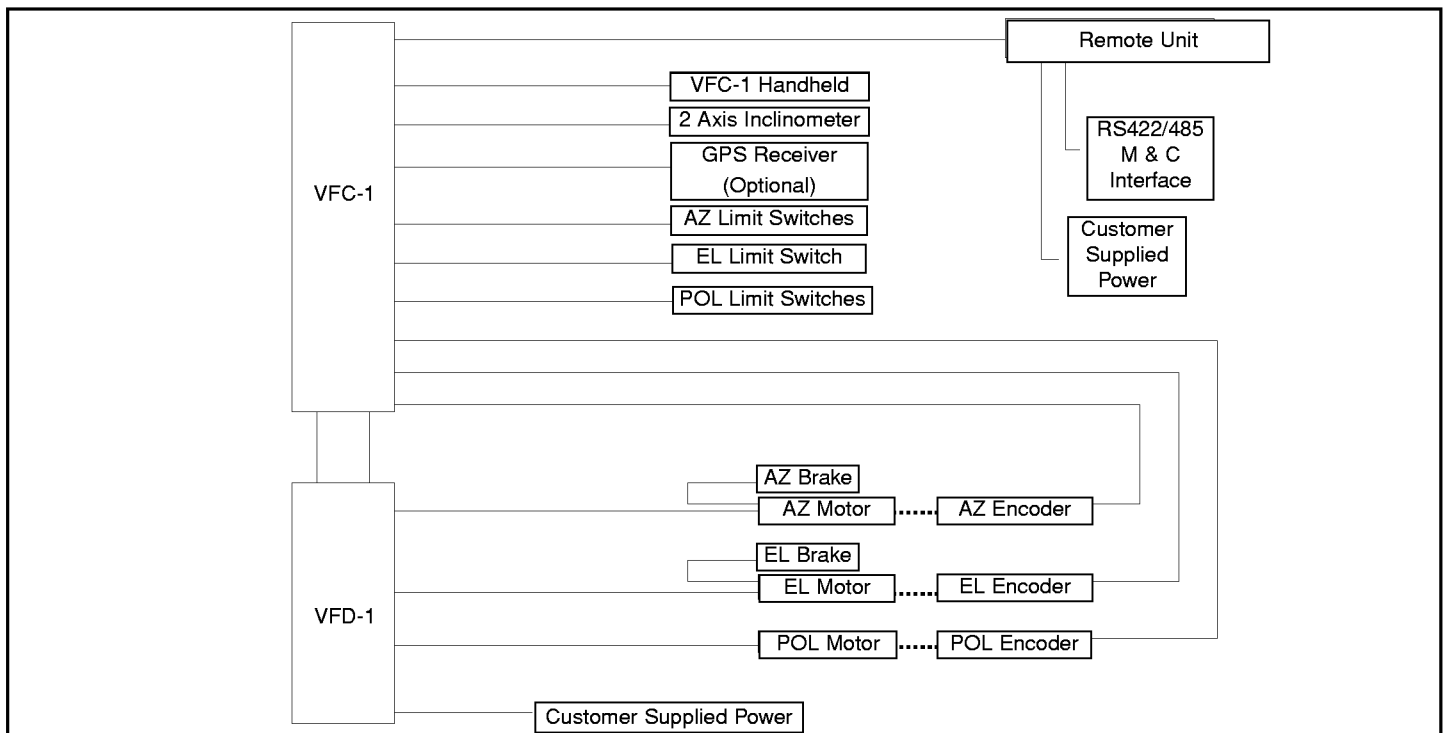 Remote Unit
VFC-1 Handheld
2 Axis Inclinometer
GPS Receiver
(Optional)
RS422/485
M & C
Interface
VFC-1
AZ Limit Switches
EL Limit Switch
POL Limit Switches
Customer
Supplied
Power
AZ Brake
AZ Motor
AZ Encoder
EL Brake
EL Motor
EL Encoder
VFD-1
POL Motor
POL Encoder
Customer Supplied Power